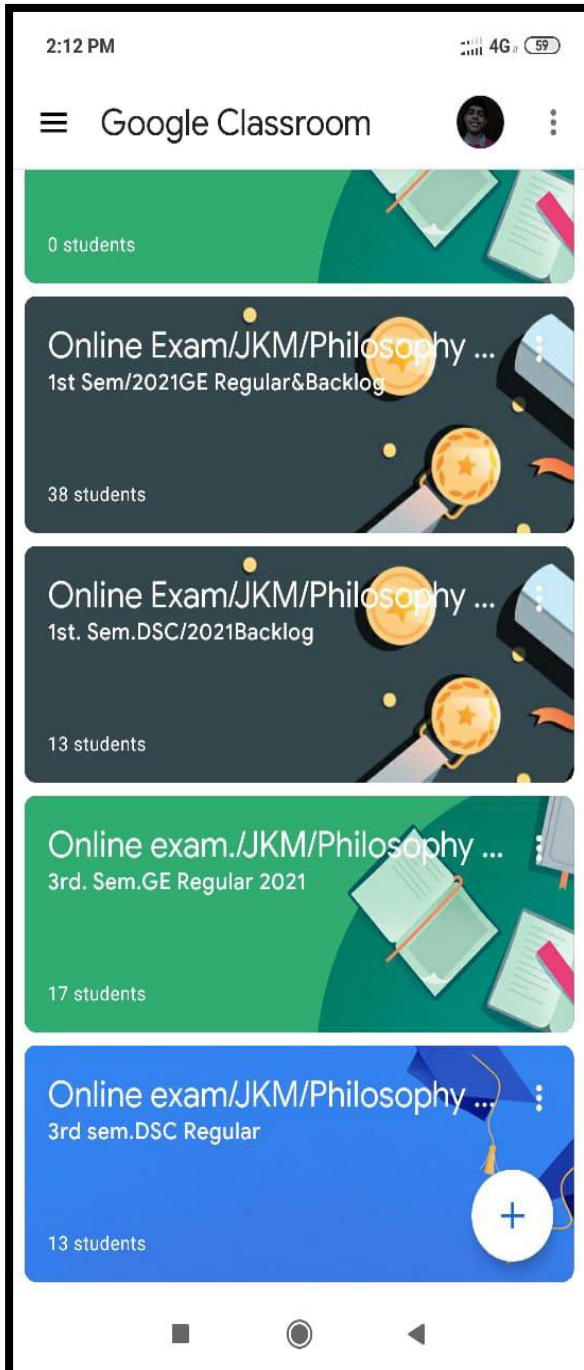 2:12 PM 4G 59
Google Classroom
0 students
Online Exam/JKM/Philosophy ...
1st Sem/2021GE Regular&Backlog
38 students
Online Exam/JKM/Philosophy ...
1st. Sem.DSC/2021Backlog
13 students
Online exam./JKM/Philosophy ...
3rd. Sem.GE Regular 2021
17 students
Online exam/JKM/Philosophy ...
3rd sem.DSC Regular
13 students